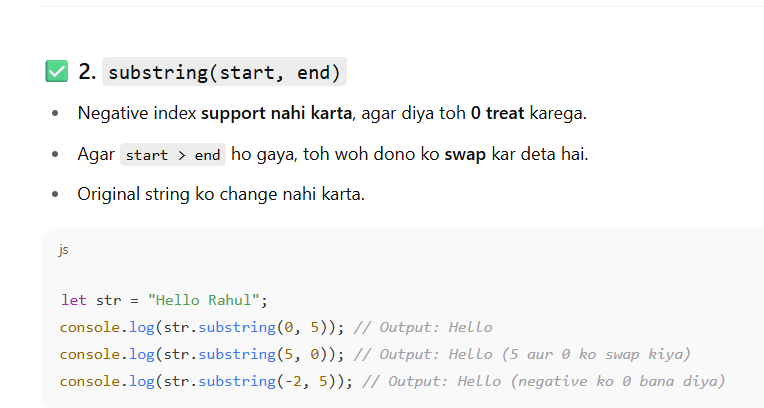 ✅ 2. substring(start, end)
• Negative index support nahi karta, agar diya toh 0 treat karega.
• Agar start > end ho gaya, toh woh dono ko swap kar deta hai.
• Original string ko change nahi karta.
js
let str = "Hello Rahul";
console.log(str.substring(0, 5)); // Output: Hello
console.log(str.substring(5, 0)); // Output: Hello (5 aur 0 ko swap kiya)
console.log(str.substring(-2, 5)); // Output: Hello (negative ko 0 bana diya)